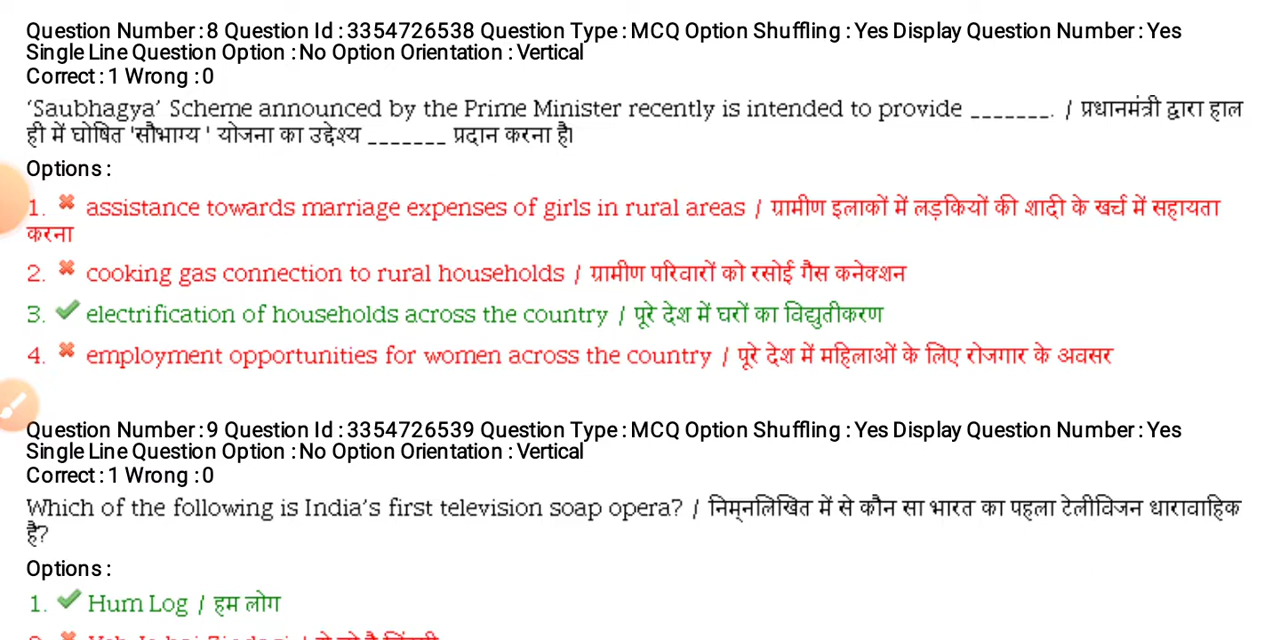 Question Number : 8 Question Id : 3354726538 Question Type : MCQ Option Shuffling : Yes Display Question Number : Yes
Single Line Question Option : No Option Orientation : Vertical
Correct : 1 Wrong : 0
‘Saubhagya’ Scheme announced by the Prime Minister recently is intended to provide _______. / प्रधानमंत्री द्वारा हाल
ही में घोषित 'सौभाग्य ' योजना का उद्देश्य _______ प्रदान करना है।
Options :
1. ✖ assistance towards marriage expenses of girls in rural areas / ग्रामीण इलाकों में लड़कियों की शादी के खर्च में सहायता
करना
2. ✖ cooking gas connection to rural households / ग्रामीण परिवारों को रसोई गैस कनेक्शन
3. ✔ electrification of households across the country / पूरे देश में घरों का विद्युतीकरण
4. ✖ employment opportunities for women across the country / पूरे देश में महिलाओं के लिए रोजगार के अवसर
Question Number : 9 Question Id : 3354726539 Question Type : MCQ Option Shuffling : Yes Display Question Number : Yes
Single Line Question Option : No Option Orientation : Vertical
Correct : 1 Wrong : 0
Which of the following is India’s first television soap opera? / निम्नलिखित में से कौन सा भारत का पहला टेलीविजन धारावाहिक
है?
Options :
1. ✔ Hum Log / हम लोग